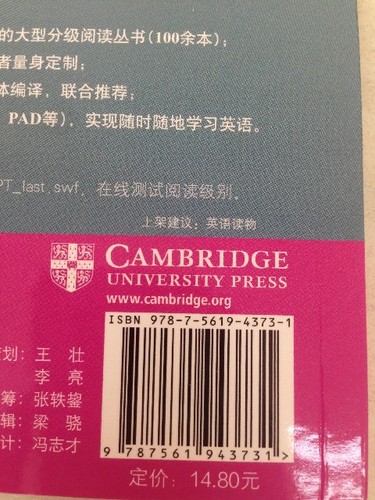 的大型分级阅读丛书(100余本);
者量身定制;
体编译,联合推荐;
PAD等),实现随时随地学习英语。
PT_last.swf,在线测试阅读级别。
上架建议:英语读物
CAMBRIDGE
UNIVERSITY PRESS
www.cambridge.org
ISBN 978-7-5619-4373-1
划:王 壮
李 亮
筹:张轶鋆
辑:梁 骁
计:冯志才
9 787561 943731 >
定价:14.80元